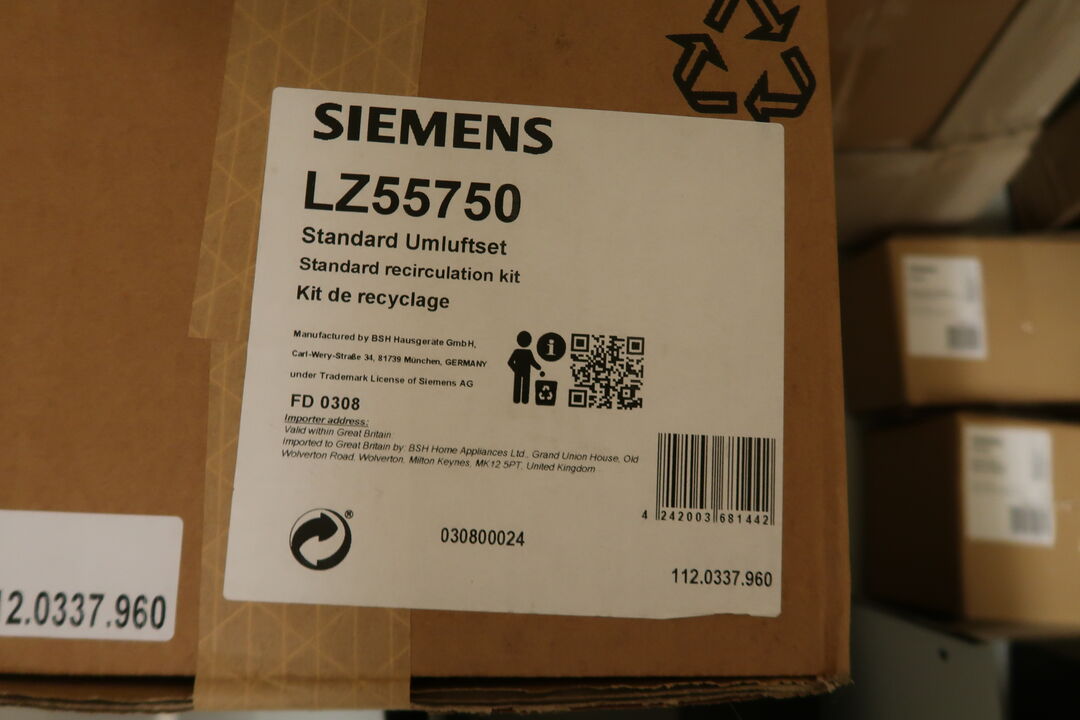 SIEMENS
LZ55750
Standard Umluftset
Standard recirculation kit
Kit de recyclage
Manufactured by BSH Hausgeräte GmbH,
Carl-Wery-Straße 34, 81739 München, GERMANY
under Trademark License of Siemens AG
FD 0308
Importer address:
Valid within Great Britain:
Imported to Great Britain by: BSH Home Appliances Ltd., Grand Union House, Old
Wolverton Road, Wolverton, Milton Keynes, MK12 5PT, United Kingdom
4 242003 681442
®
030800024
112.0337.960
12.0337.960